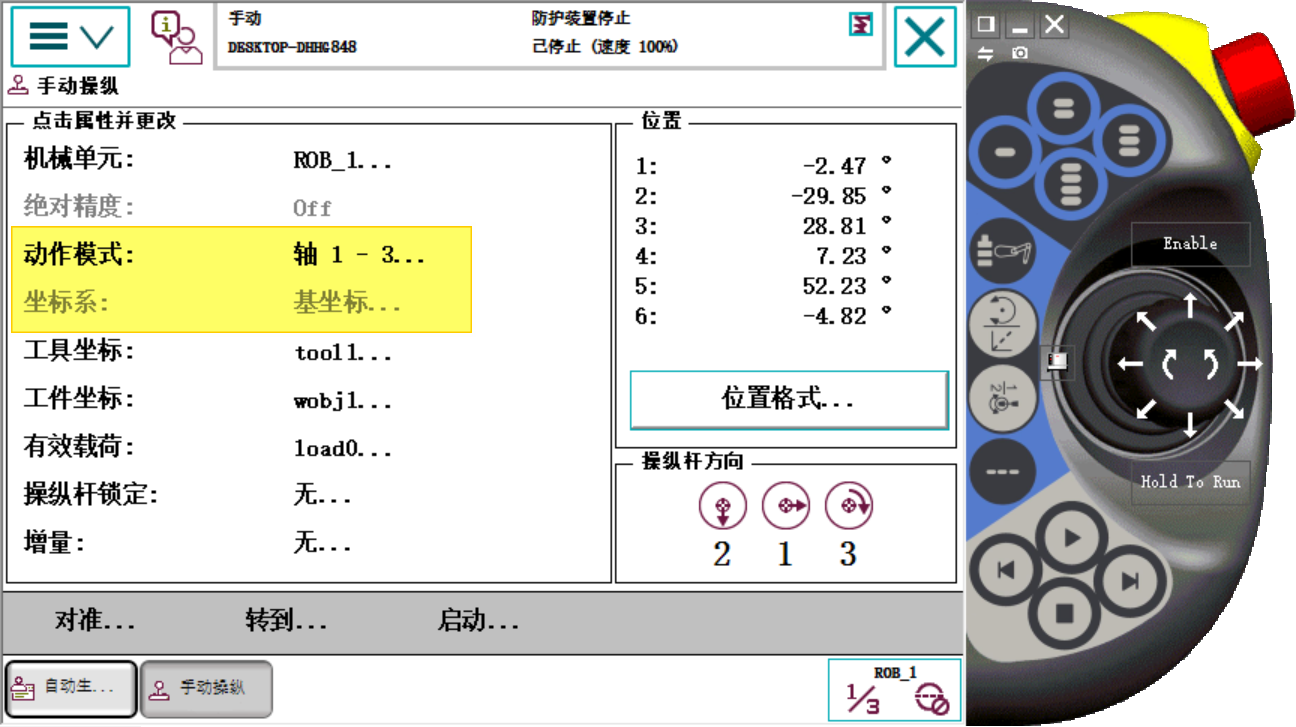 手动
防护装置停止
DESKTOP-DHHG848
己停止 (速度 100%)
手动操纵
点击属性并更改
机械单元: ROB_1...
绝对精度: Off
动作模式: 轴 1 - 3...
坐标系: 基坐标...
工具坐标: tool1...
工件坐标: wobj1...
有效载荷: load0...
操纵杆锁定: 无...
增量: 无...
位置
1: -2.47 °
2: -29.85 °
3: 28.81 °
4: 7.23 °
5: 52.23 °
6: -4.82 °
位置格式...
操纵杆方向
2 1 3
对准... 转到... 启动...
自动生... 手动操纵
ROB_1
1/3
Enable
Hold To Run